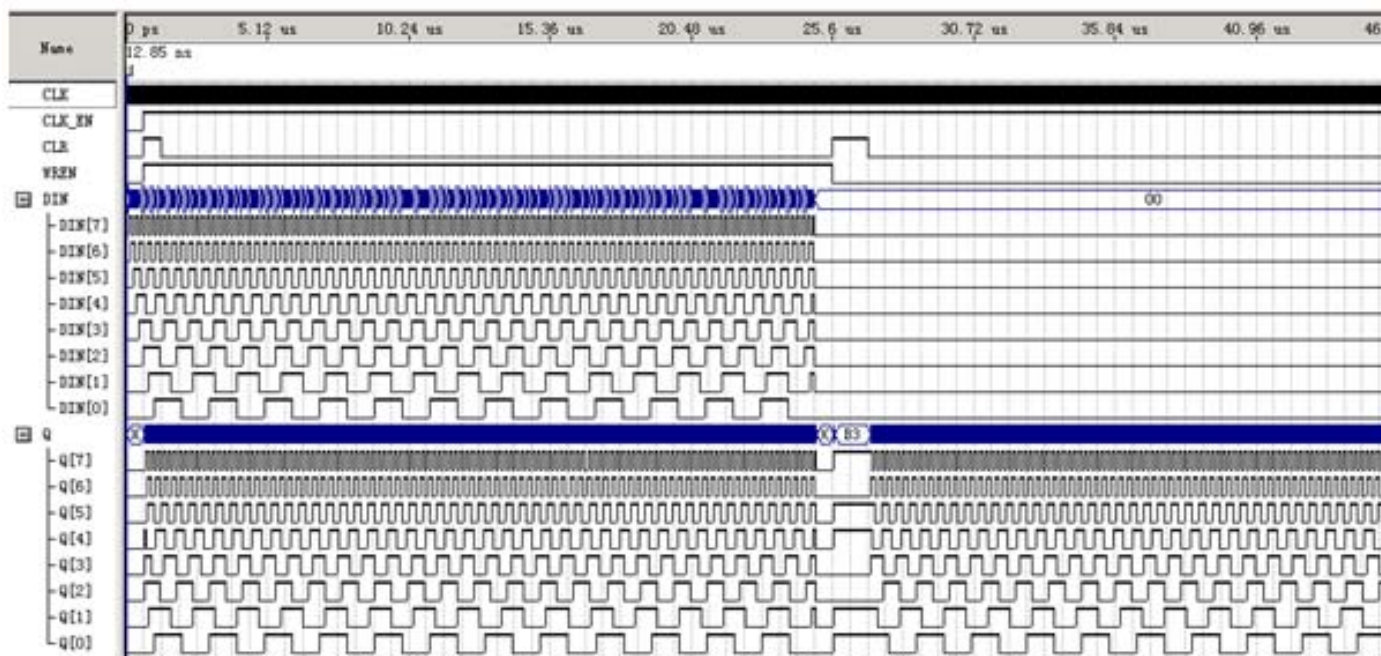 Name
0 ps 5.12 us 10.24 us 15.36 us 20.48 us 25.6 us 30.72 us 35.84 us 40.96 us 46
12.85 ns
CLK
CLK_EN
CLR
WREN
DIN 00
DIN[7]
DIN[6]
DIN[5]
DIN[4]
DIN[3]
DIN[2]
DIN[1]
DIN[0]
Q X X B3
Q[7]
Q[6]
Q[5]
Q[4]
Q[3]
Q[2]
Q[1]
Q[0]